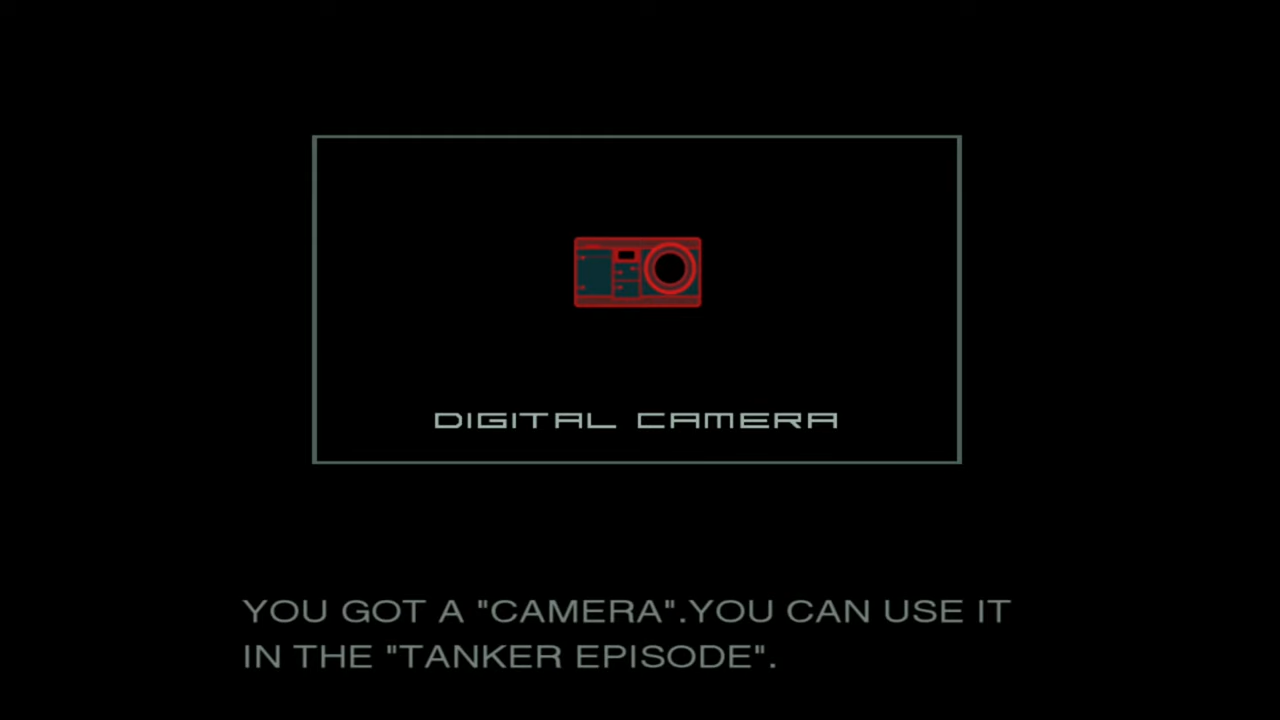 DIGITAL CAMERA
YOU GOT A "CAMERA".YOU CAN USE IT
IN THE "TANKER EPISODE".